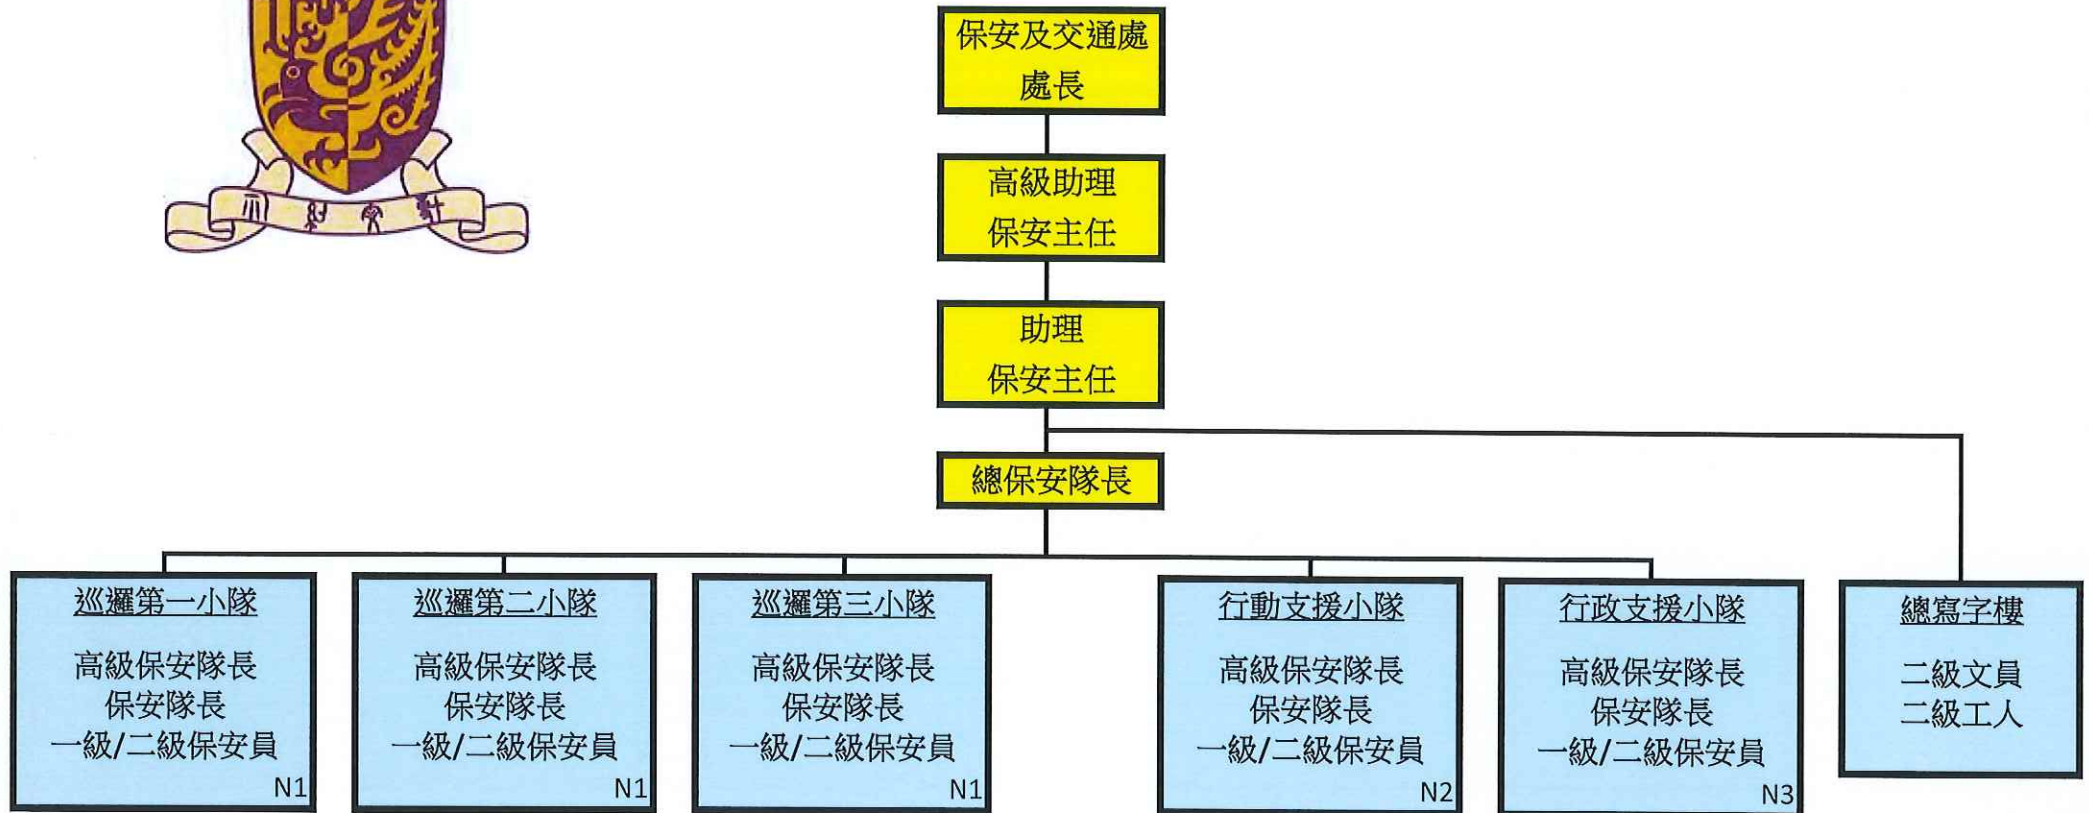 保安及交通處
處長
高級助理
保安主任
助理
保安主任
總保安隊長
巡邏第一小隊
高級保安隊長
保安隊長
一級/二級保安員
N1
巡邏第二小隊
高級保安隊長
保安隊長
一級/二級保安員
N1
巡邏第三小隊
高級保安隊長
保安隊長
一級/二級保安員
N1
行動支援小隊
高級保安隊長
保安隊長
一級/二級保安員
N2
行政支援小隊
高級保安隊長
保安隊長
一級/二級保安員
N3
總寫字樓
二級文員
二級工人